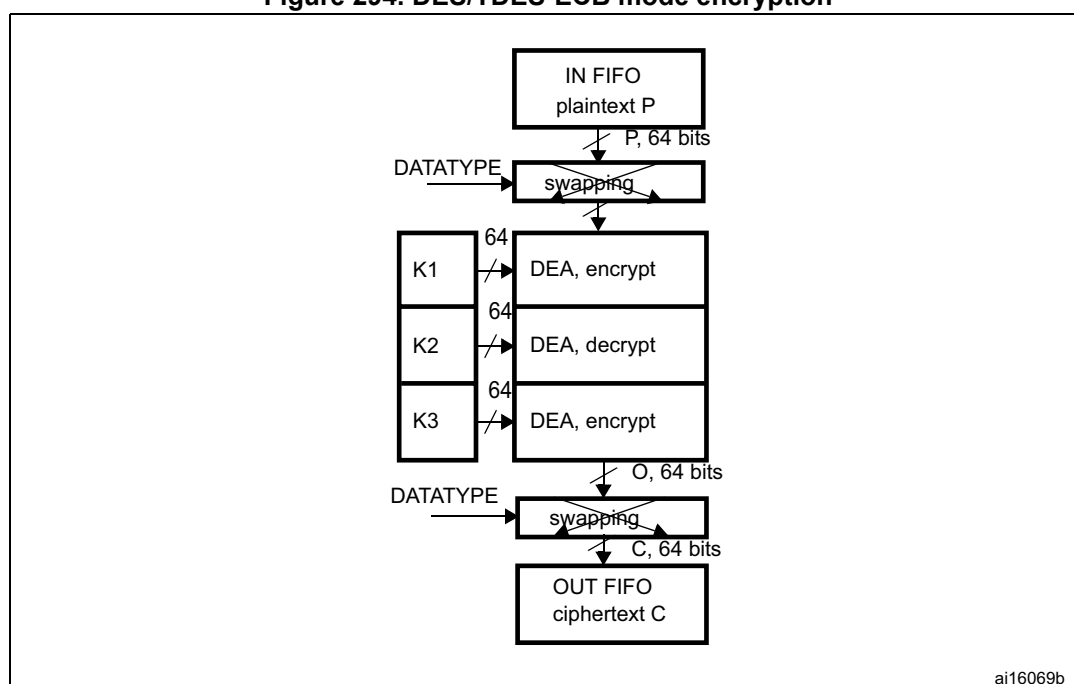 Figure 294. DES/TDES-ECB mode encryption
IN FIFO
plaintext P
P, 64 bits
DATATYPE
swapping
64
K1
DEA, encrypt
64
K2
DEA, decrypt
64
K3
DEA, encrypt
O, 64 bits
DATATYPE
swapping
C, 64 bits
OUT FIFO
ciphertext C
ai16069b